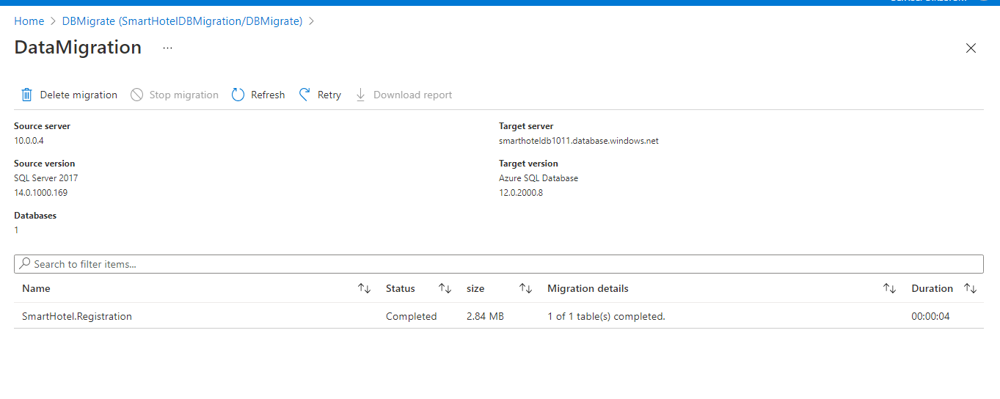 Home > DBMigrate (SmartHotelDBMigration/DBMigrate) >
DataMigration ...
Delete migration Stop migration Refresh Retry Download report
Source server
10.0.0.4
Target server
smarthoteldb1011.database.windows.net
Source version
SQL Server 2017
14.0.1000.169
Target version
Azure SQL Database
12.0.2000.8
Databases
1
Search to filter items...
Name Status size Migration details Duration
SmartHotel.Registration Completed 2.84 MB 1 of 1 table(s) completed. 00:00:04